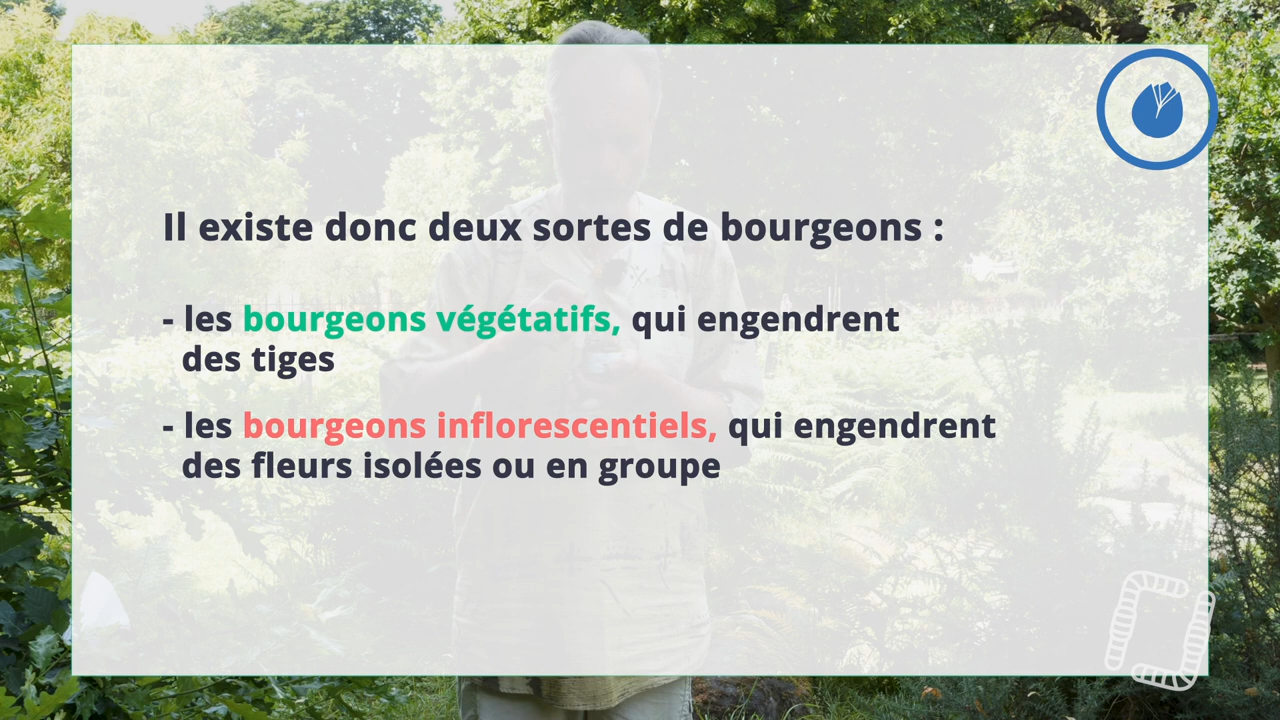 Il existe donc deux sortes de bourgeons :
- les bourgeons végétatifs, qui engendrent
des tiges
- les bourgeons inflorescentiels, qui engendrent
des fleurs isolées ou en groupe